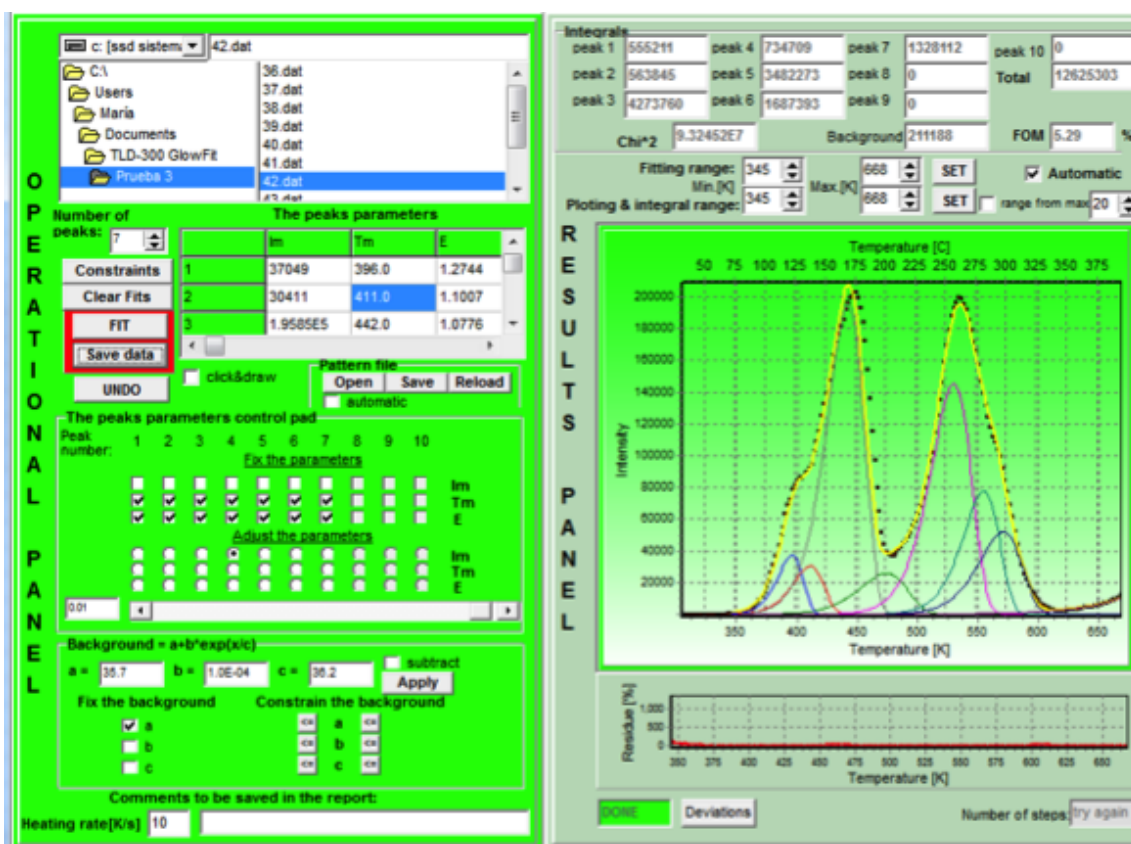 c: [ssd sistem:
42.dat
C:\
Users
María
Documents
TLD-300 GlowFit
Prueba 3
36.dat
37.dat
38.dat
39.dat
40.dat
41.dat
42.dat
43.dat
OPERATIONAL PANEL
Number of
peaks: 7
Constraints
Clear Fits
FIT
Save data
UNDO
The peaks parameters
Im Tm E
1 37049 396.0 1.2744
2 30411 411.0 1.1007
3 1.9585E5 442.0 1.0776
click&draw
Pattern file
Open Save Reload
automatic
The peaks parameters control pad
Peak
number: 1 2 3 4 5 6 7 8 9 10
Fix the parameters
Im
Tm
E
Adjust the parameters
Im
Tm
E
0.01
Background = a+b*exp(x/c)
a = 35.7 b = 1.0E-04 c = 36.2
subtract
Apply
Fix the background
a
b
c
Constrain the background
<= a <=
<= b <=
<= c <=
Comments to be saved in the report:
Heating rate[K/s] 10
Integrals
peak 1 555211 peak 4 734709 peak 7 1328112 peak 10 0
peak 2 563845 peak 5 3482273 peak 8 0 Total 12625303
peak 3 4273760 peak 6 1687393 peak 9 0
Chi^2 9.32452E7 Background 211188 FOM 5.29 %
Fitting range: 345 668 SET Automatic
Min.[K] Max.[K]
Ploting & integral range: 345 668 SET range from max 20
RESULTS PANEL
Temperature [C]
50 75 100 125 150 175 200 225 250 275 300 325 350 375
Intensity
200000
180000
160000
140000
120000
100000
80000
60000
40000
20000
350 400 450 500 550 600 650
Temperature [K]
Residue [%]
1,000
500
0
350 375 400 425 450 475 500 525 550 575 600 625 650
Temperature [K]
DONE
Deviations
Number of steps: try again